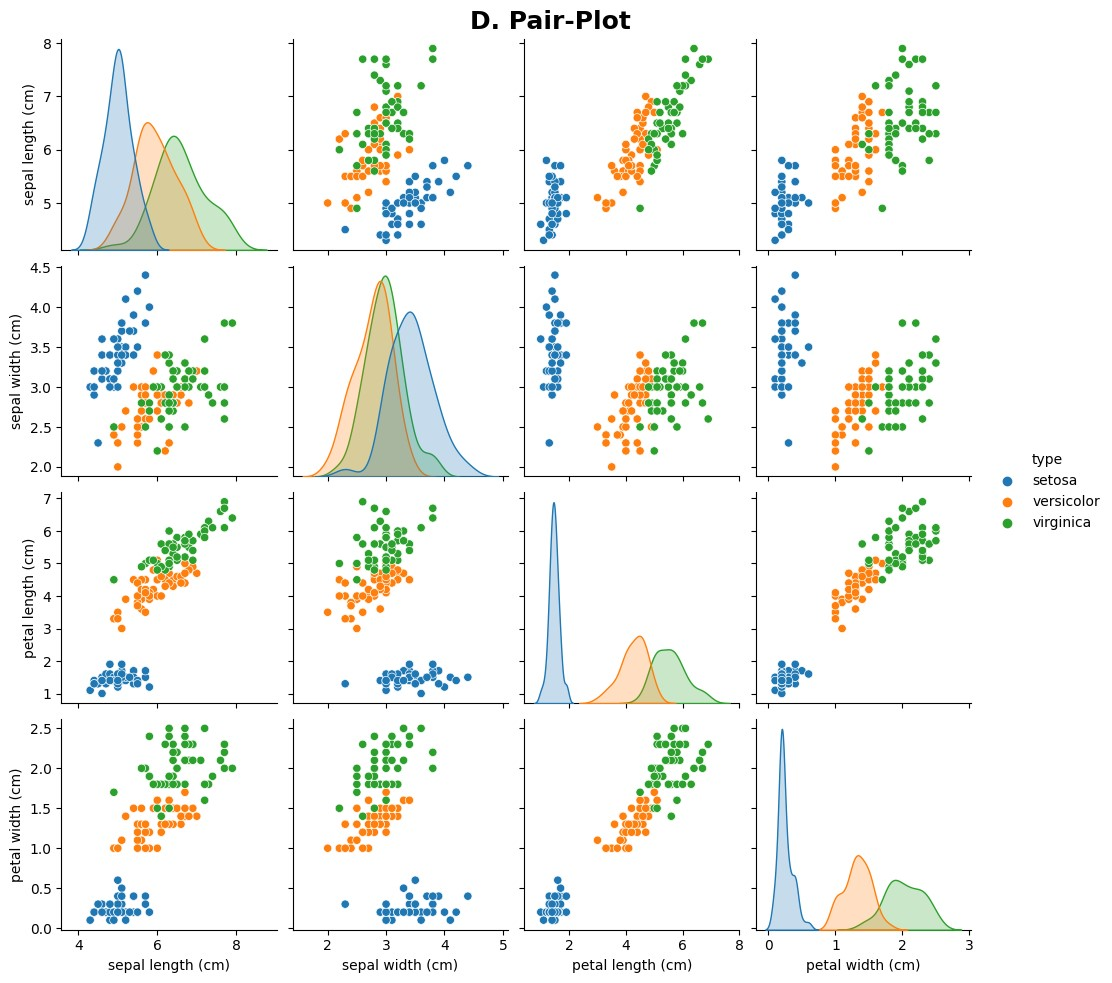 D. Pair-Plot
8
7
6
5
sepal length (cm)
4.5
4.0
3.5
3.0
2.5
2.0
sepal width (cm)
type
setosa
versicolor
virginica
7
6
5
4
3
2
1
petal length (cm)
2.5
2.0
1.5
1.0
0.5
0.0
petal width (cm)
4 6 8 2 3 4 5 2 4 6 8 0 1 2 3
sepal length (cm) sepal width (cm) petal length (cm) petal width (cm)